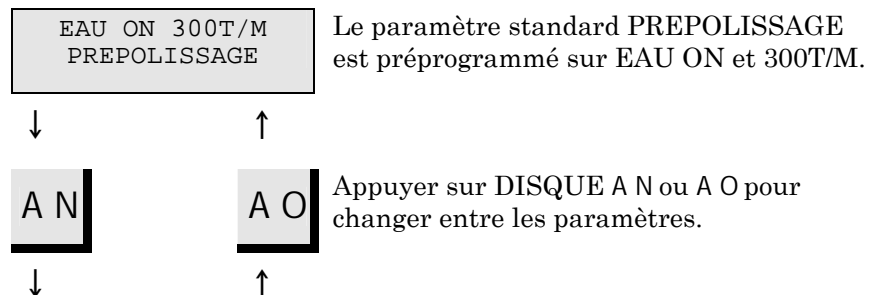 EAU ON 300T/M
PREPOLISSAGE
Le paramètre standard PREPOLISSAGE
est préprogrammé sur EAU ON et 300T/M.
↓ ↑
A N A O
Appuyer sur DISQUE A N ou A O pour
changer entre les paramètres.
↓ ↑